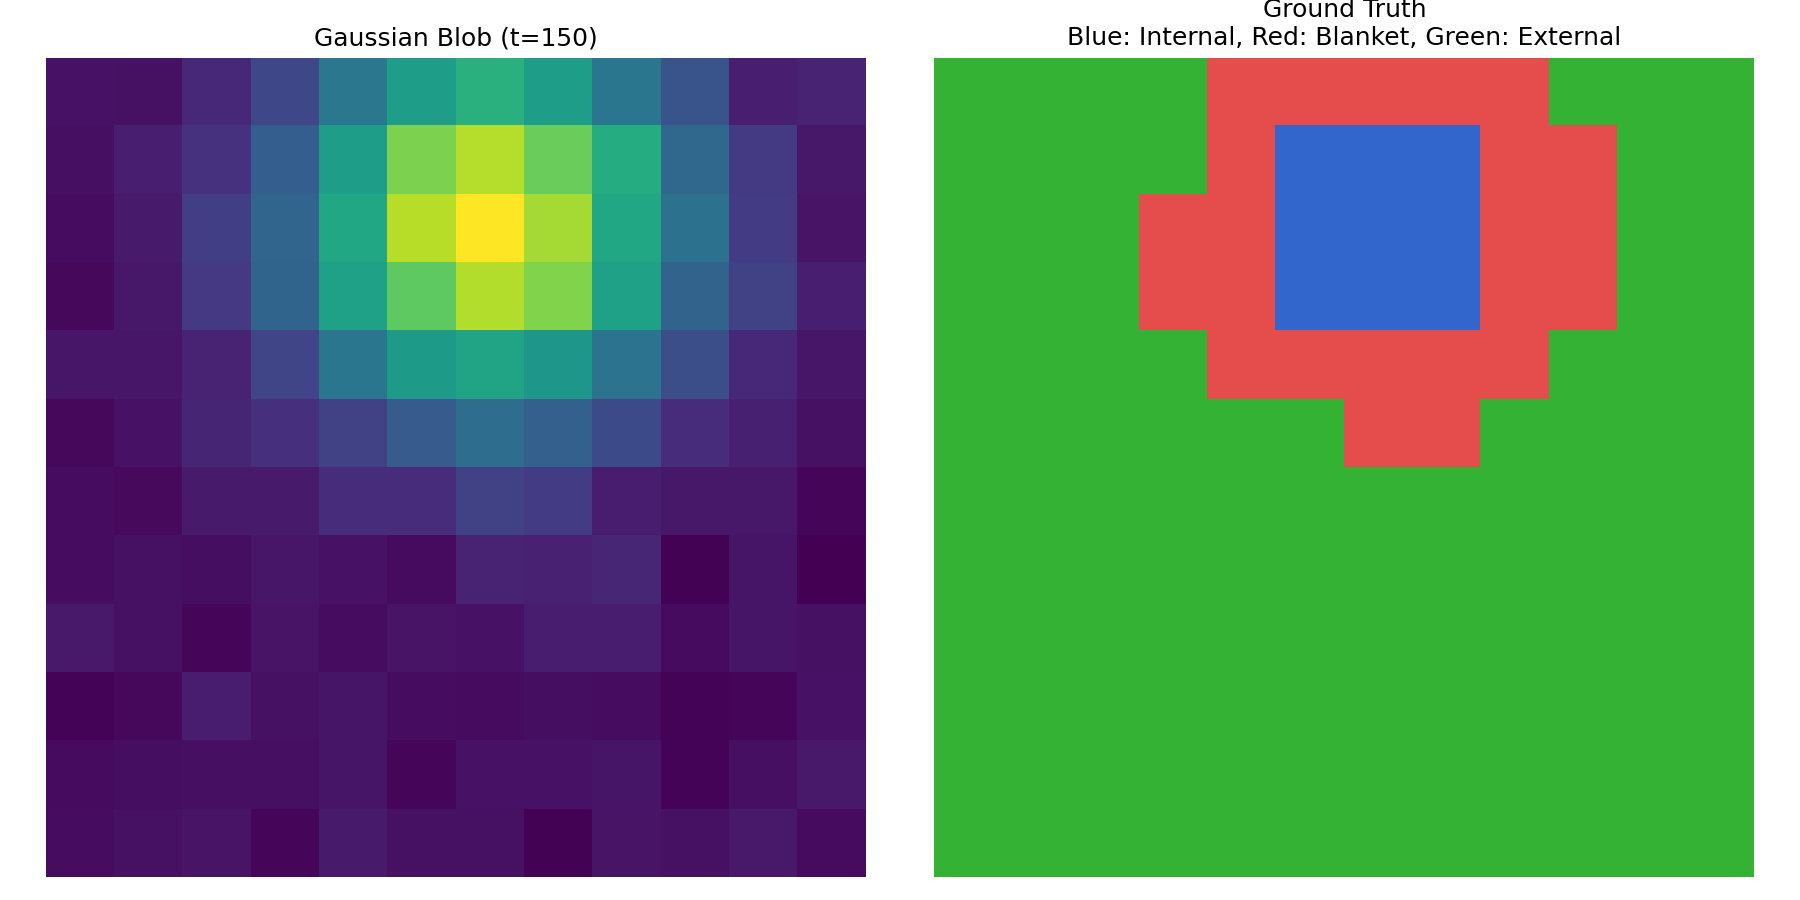 Gaussian Blob (t=150)
Ground Truth
Blue: Internal, Red: Blanket, Green: External